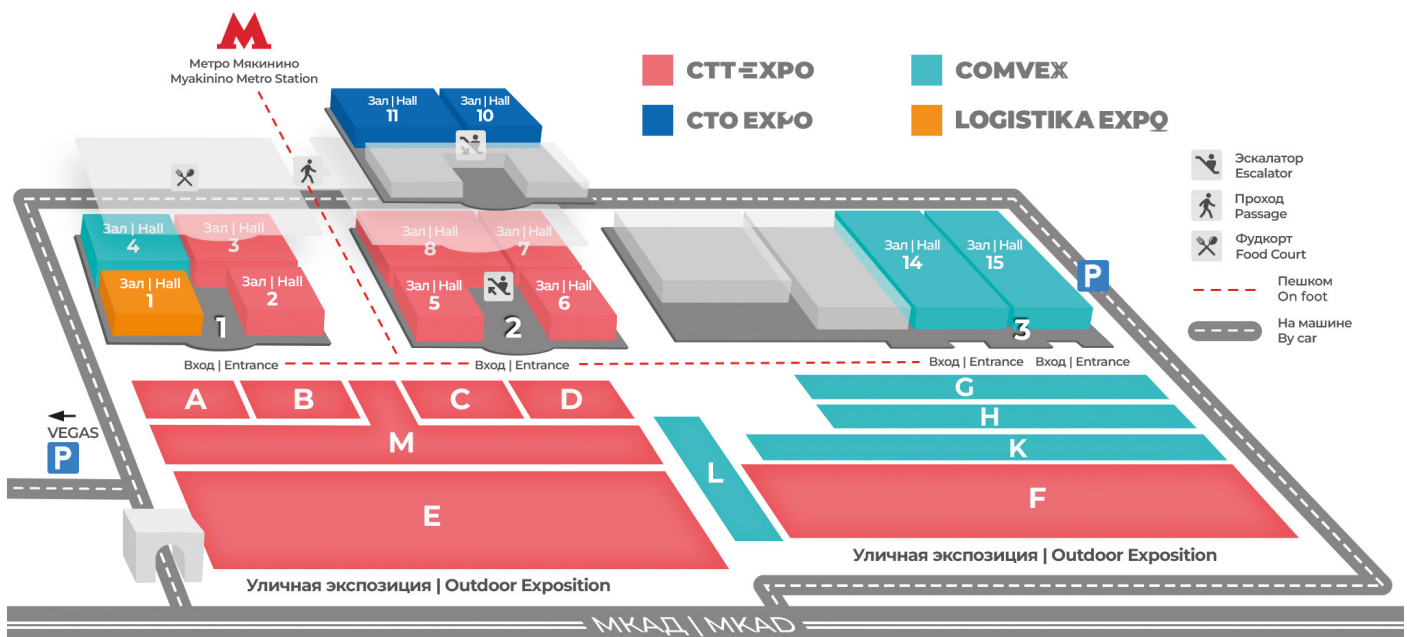 Метро Мякинино
Myakinino Metro Station
CTT EXPO
COMVEX
CTO EXPO
LOGISTIKA EXPO
Зал | Hall
11
Зал | Hall
10
Эскалатор
Escalator
Проход
Passage
Фудкорт
Food Court
Пешком
On foot
На машине
By car
Зал | Hall
4
Зал | Hall
3
Зал | Hall
1
Зал | Hall
2
1
Зал | Hall
8
Зал | Hall
7
Зал | Hall
5
Зал | Hall
6
2
Зал | Hall
14
Зал | Hall
15
3
P
Вход | Entrance
Вход | Entrance
Вход | Entrance
Вход | Entrance
A
B
C
D
M
E
L
G
H
K
F
VEGAS
P
Уличная экспозиция | Outdoor Exposition
Уличная экспозиция | Outdoor Exposition
МКАД | MKAD